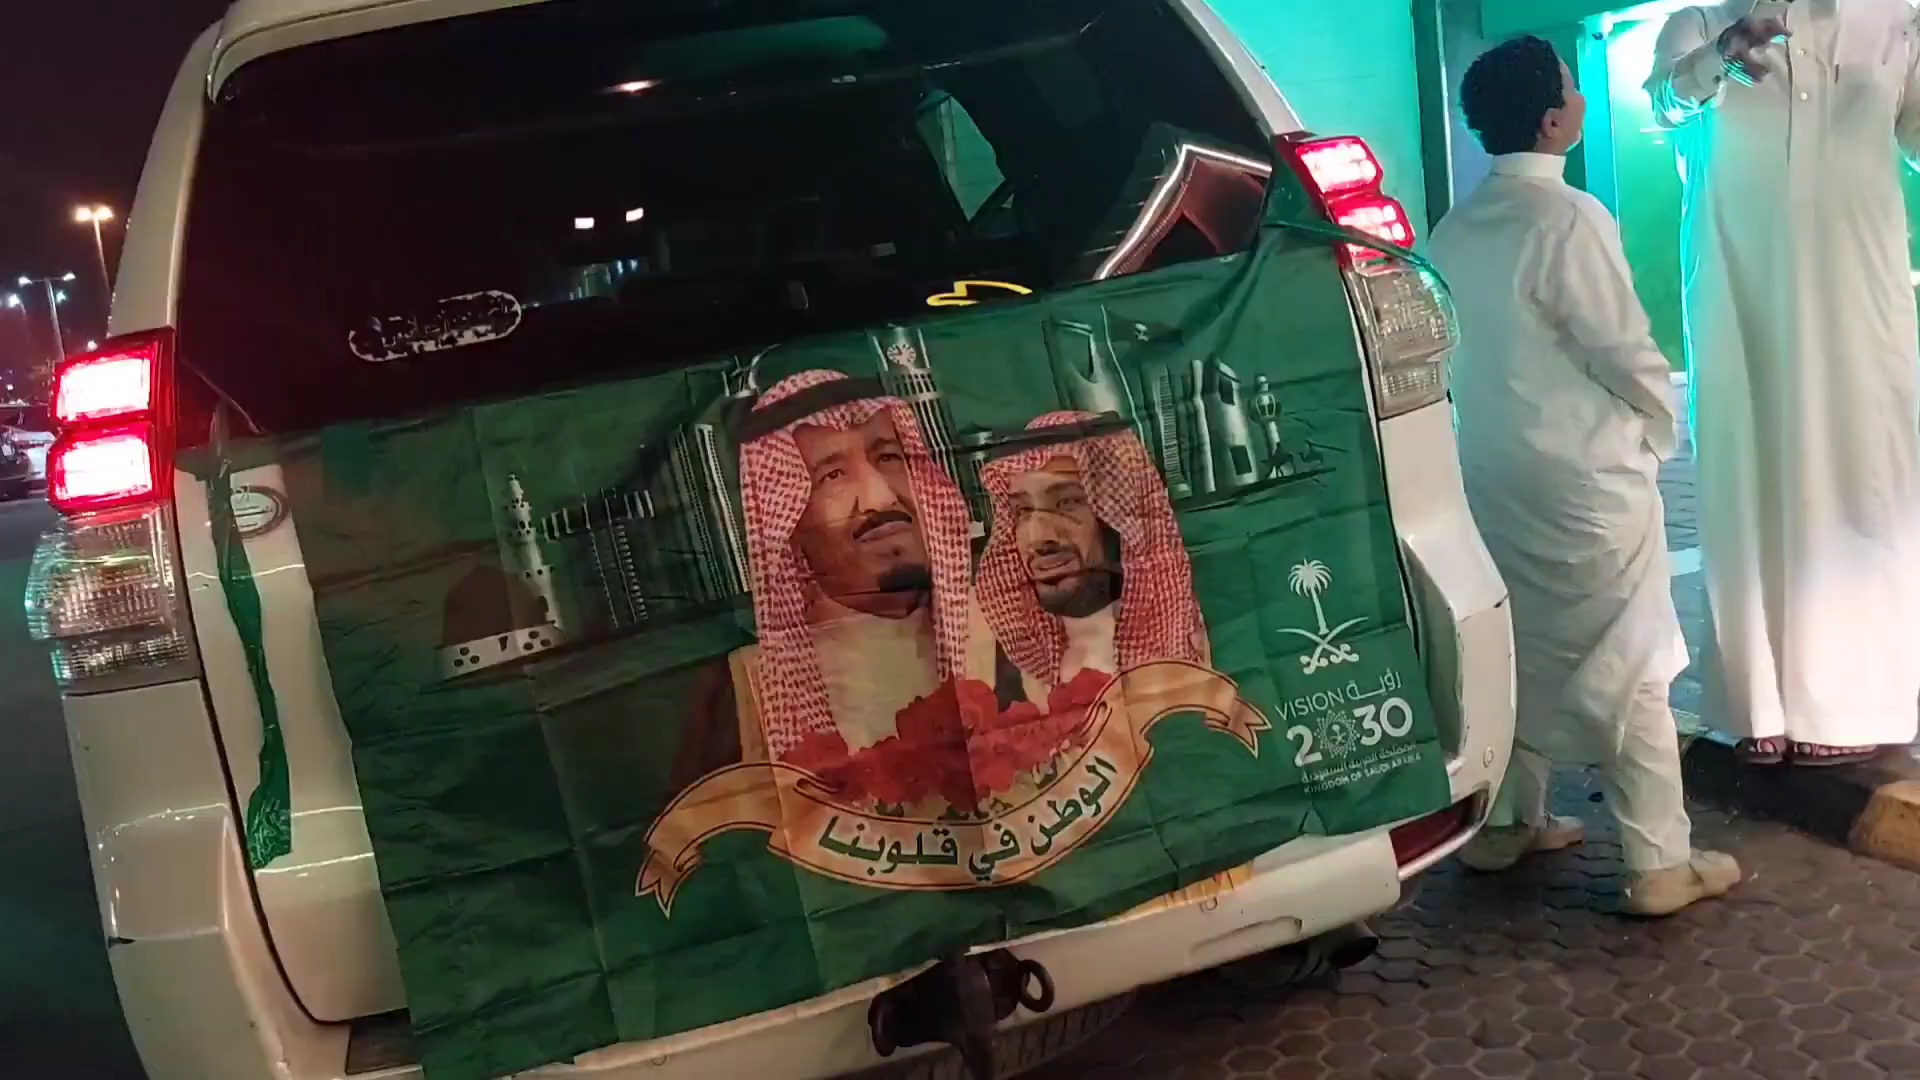 رؤية VISION
2030
المملكة العربية السعودية
KINGDOM OF SAUDI ARABIA
الوطن في قلوبنا